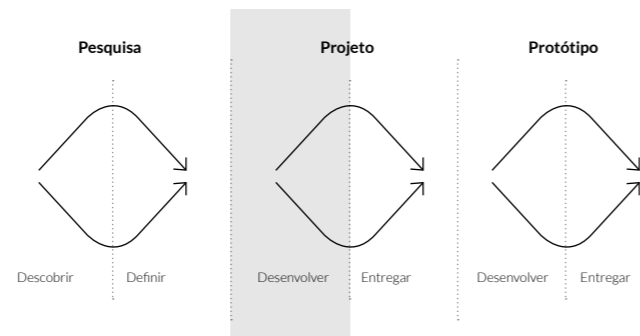 Pesquisa Projeto Protótipo
Descobrir Definir Desenvolver Entregar Desenvolver Entregar